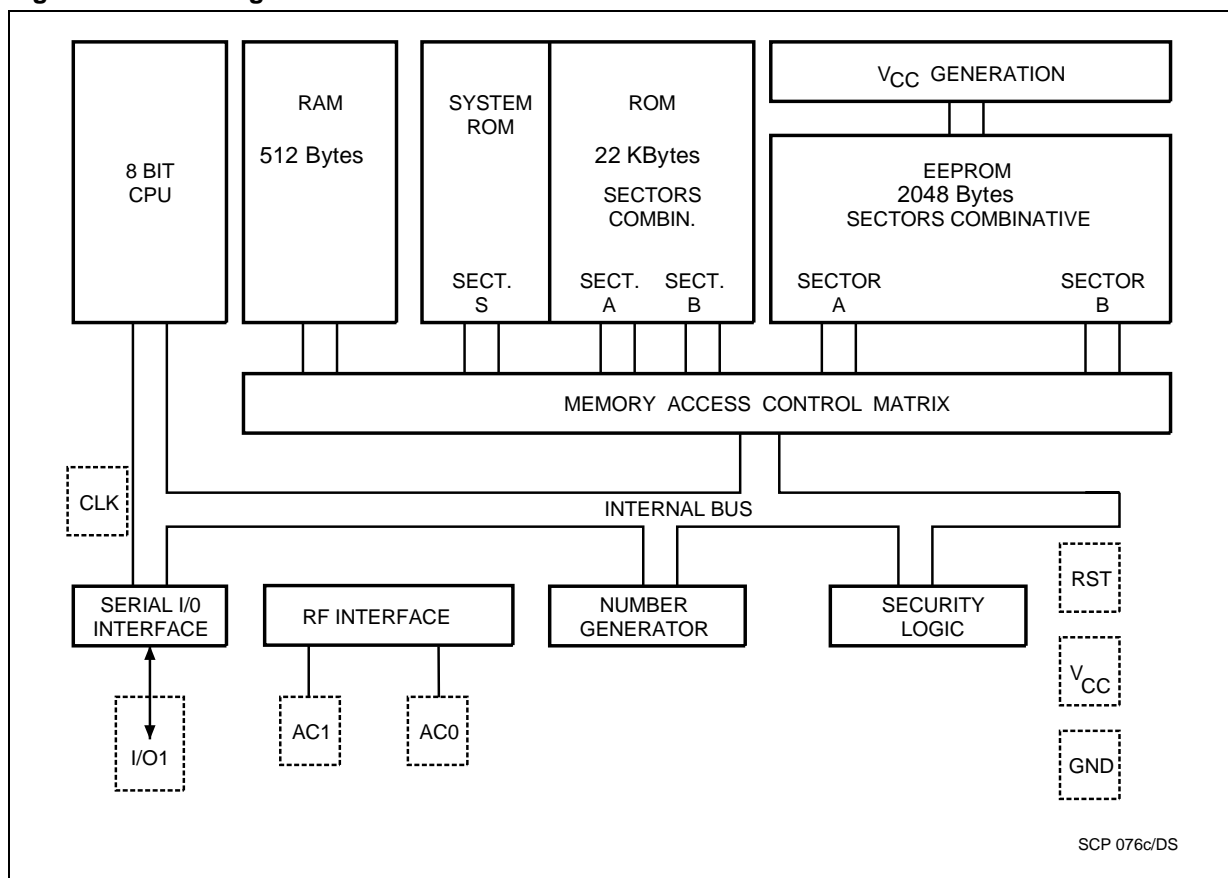 8 BIT
CPU
RAM
512 Bytes
SYSTEM
ROM
SECT.
S
ROM
22 KBytes
SECTORS
COMBIN.
SECT.
A
SECT.
B
VCC GENERATION
EEPROM
2048 Bytes
SECTORS COMBINATIVE
SECTOR
A
SECTOR
B
MEMORY ACCESS CONTROL MATRIX
CLK
INTERNAL BUS
SERIAL I/0
INTERFACE
RF INTERFACE
NUMBER
GENERATOR
SECURITY
LOGIC
RST
VCC
GND
I/O1
AC1
AC0
SCP 076c/DS